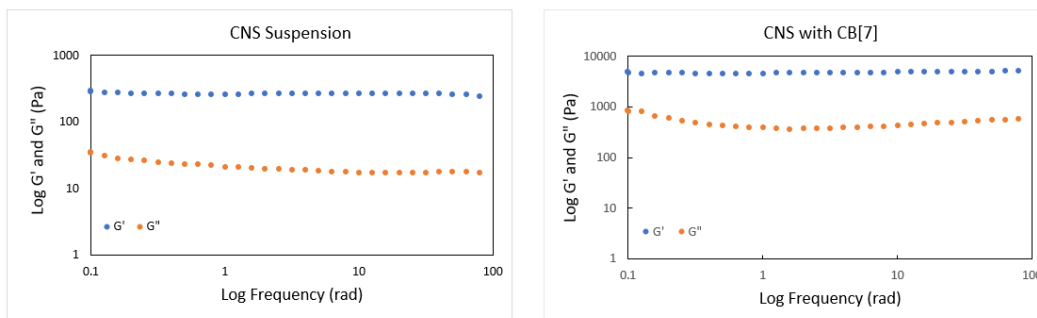 CNS Suspension
Log G' and G" (Pa)
1000
100
10
1
G' G"
0.1 1 10 100
Log Frequency (rad)
CNS with CB[7]
Log G' and G" (Pa)
10000
1000
100
10
1
G' G"
0.1 1 10 100
Log Frequency (rad)